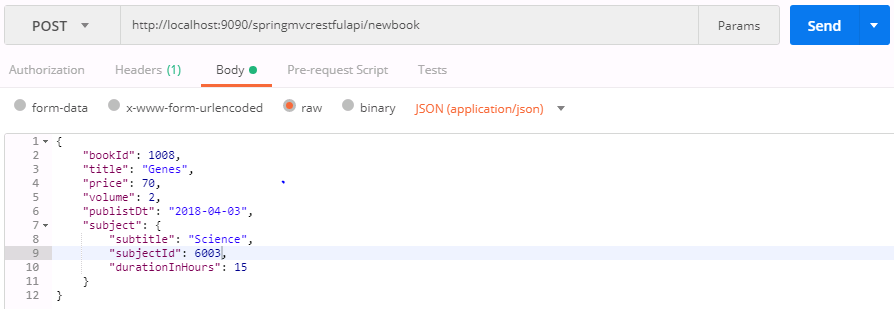 POST http://localhost:9090/springmvcrestfulapi/newbook Params Send
Authorization Headers (1) Body Pre-request Script Tests
form-data x-www-form-urlencoded raw binary JSON (application/json)
1 {
2 "bookId": 1008,
3 "title": "Genes",
4 "price": 70,
5 "volume": 2,
6 "publistDt": "2018-04-03",
7 "subject": {
8 "subtitle": "Science",
9 "subjectId": 6003,
10 "durationInHours": 15
11 }
12 }